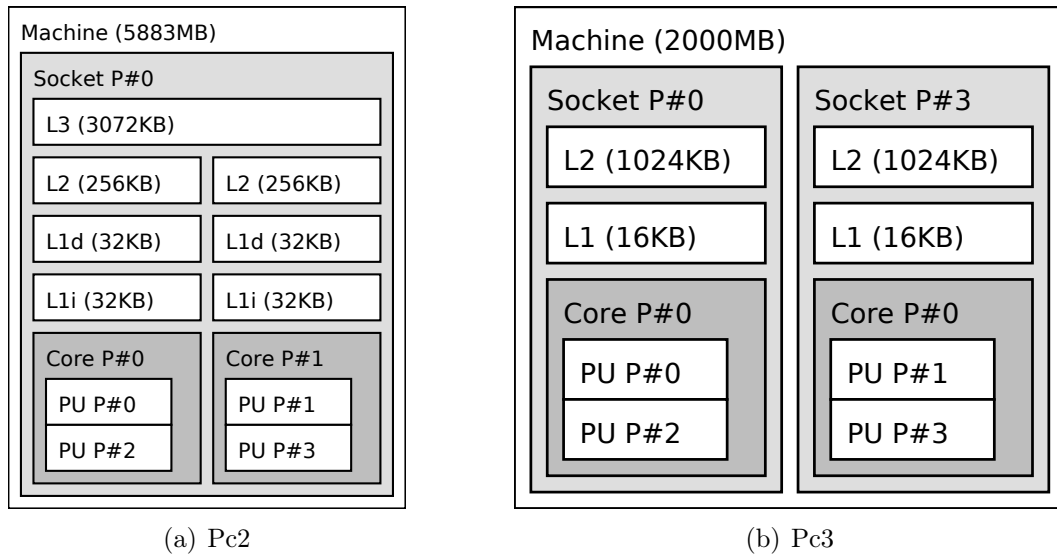 Machine (5883MB)
Socket P#0
L3 (3072KB)
L2 (256KB)
L2 (256KB)
L1d (32KB)
L1d (32KB)
L1i (32KB)
L1i (32KB)
Core P#0
PU P#0
PU P#2
Core P#1
PU P#1
PU P#3
(a) Pc2
Machine (2000MB)
Socket P#0
L2 (1024KB)
L1 (16KB)
Core P#0
PU P#0
PU P#2
Socket P#3
L2 (1024KB)
L1 (16KB)
Core P#0
PU P#1
PU P#3
(b) Pc3